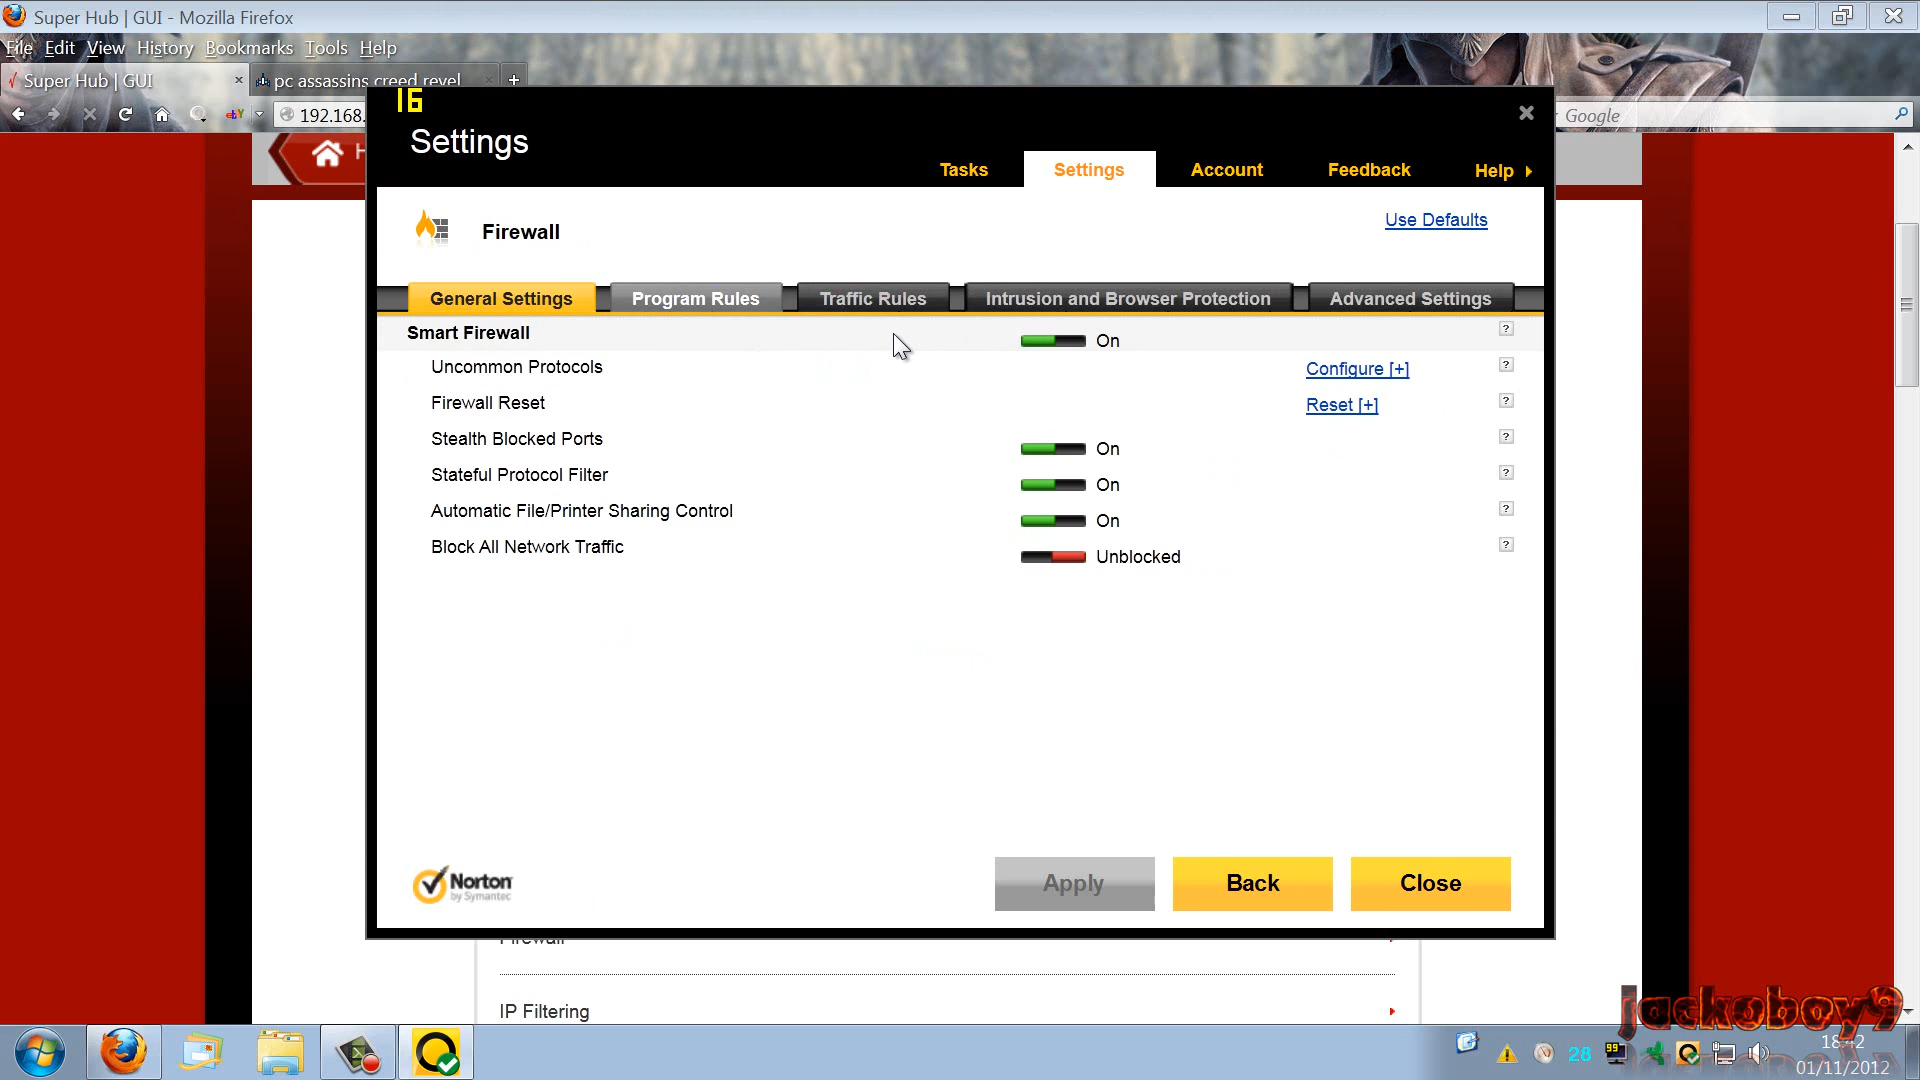 Super Hub | GUI - Mozilla Firefox
File Edit View History Bookmarks Tools Help
Super Hub | GUI
pc assassins creed revel
192.168.
Google
16
Settings
Tasks
Settings
Account
Feedback
Help
Firewall
Use Defaults
General Settings
Program Rules
Traffic Rules
Intrusion and Browser Protection
Advanced Settings
Smart Firewall
On
?
Uncommon Protocols
Configure [+]
?
Firewall Reset
Reset [+]
?
Stealth Blocked Ports
On
?
Stateful Protocol Filter
On
?
Automatic File/Printer Sharing Control
On
?
Block All Network Traffic
Unblocked
?
Norton
by Symantec
Apply
Back
Close
Firewall
IP Filtering
jackoboy9
28
99
18:42
01/11/2012